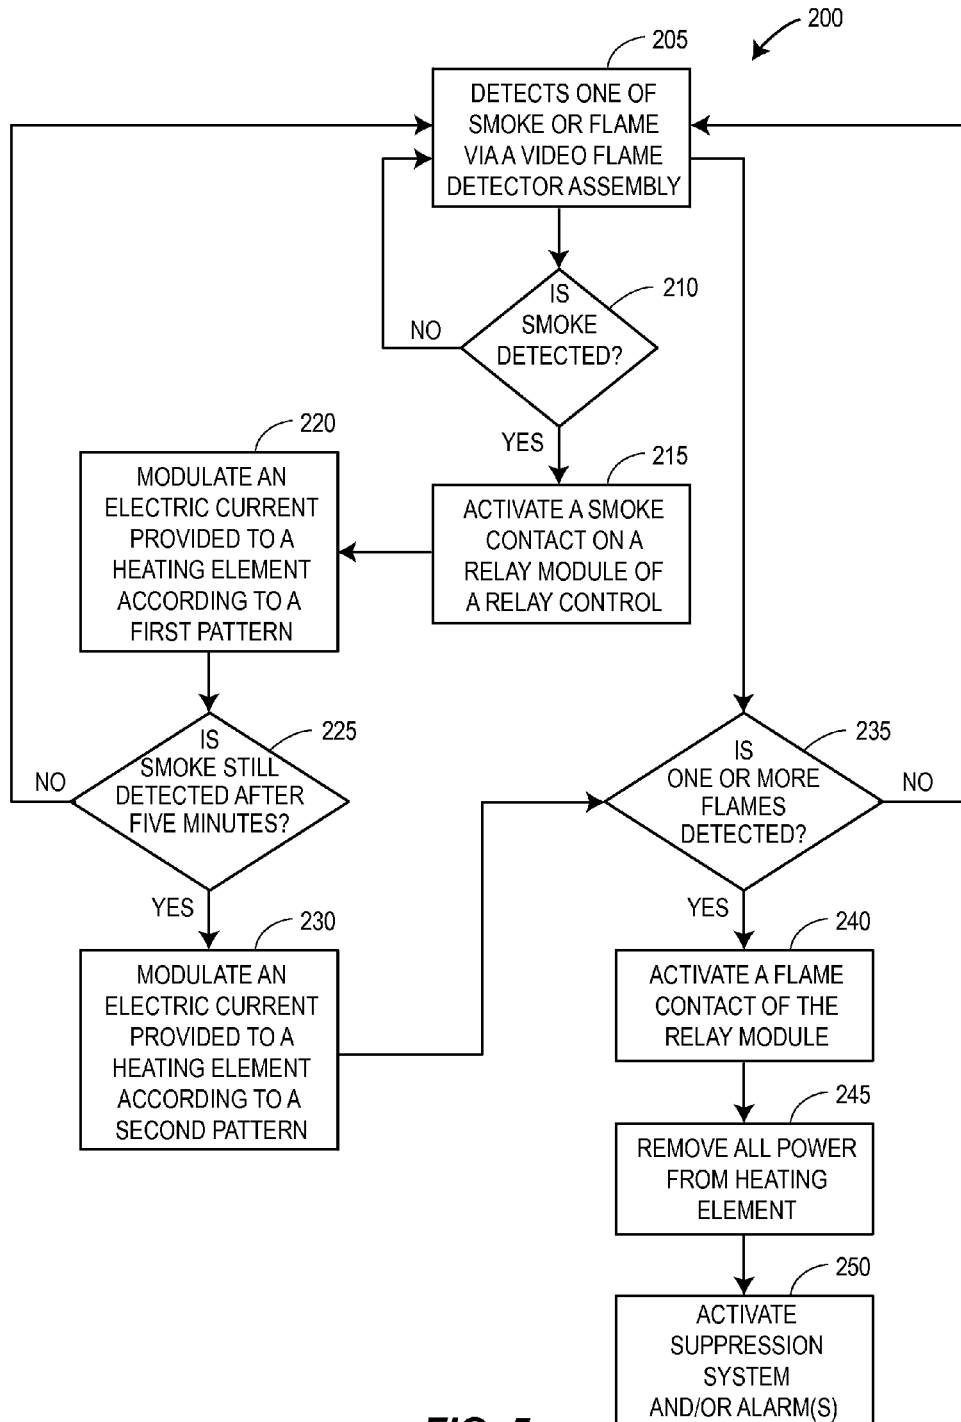 200
205
DETECTS ONE OF
SMOKE OR FLAME
VIA A VIDEO FLAME
DETECTOR ASSEMBLY
210
IS
SMOKE
DETECTED?
NO
YES
215
ACTIVATE A SMOKE
CONTACT ON A
RELAY MODULE OF
A RELAY CONTROL
220
MODULATE AN
ELECTRIC CURRENT
PROVIDED TO A
HEATING ELEMENT
ACCORDING TO A
FIRST PATTERN
225
IS
SMOKE STILL
DETECTED AFTER
FIVE MINUTES?
NO
YES
230
MODULATE AN
ELECTRIC CURRENT
PROVIDED TO A
HEATING ELEMENT
ACCORDING TO A
SECOND PATTERN
235
IS
ONE OR MORE
FLAMES
DETECTED?
NO
YES
240
ACTIVATE A FLAME
CONTACT OF THE
RELAY MODULE
245
REMOVE ALL POWER
FROM HEATING
ELEMENT
250
ACTIVATE
SUPPRESSION
SYSTEM
AND/OR ALARM(S)